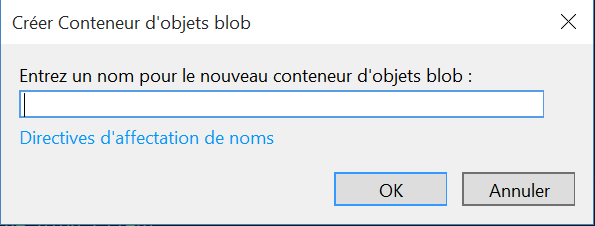 Créer Conteneur d'objets blob
Entrez un nom pour le nouveau conteneur d'objets blob :
Directives d'affectation de noms
OK
Annuler